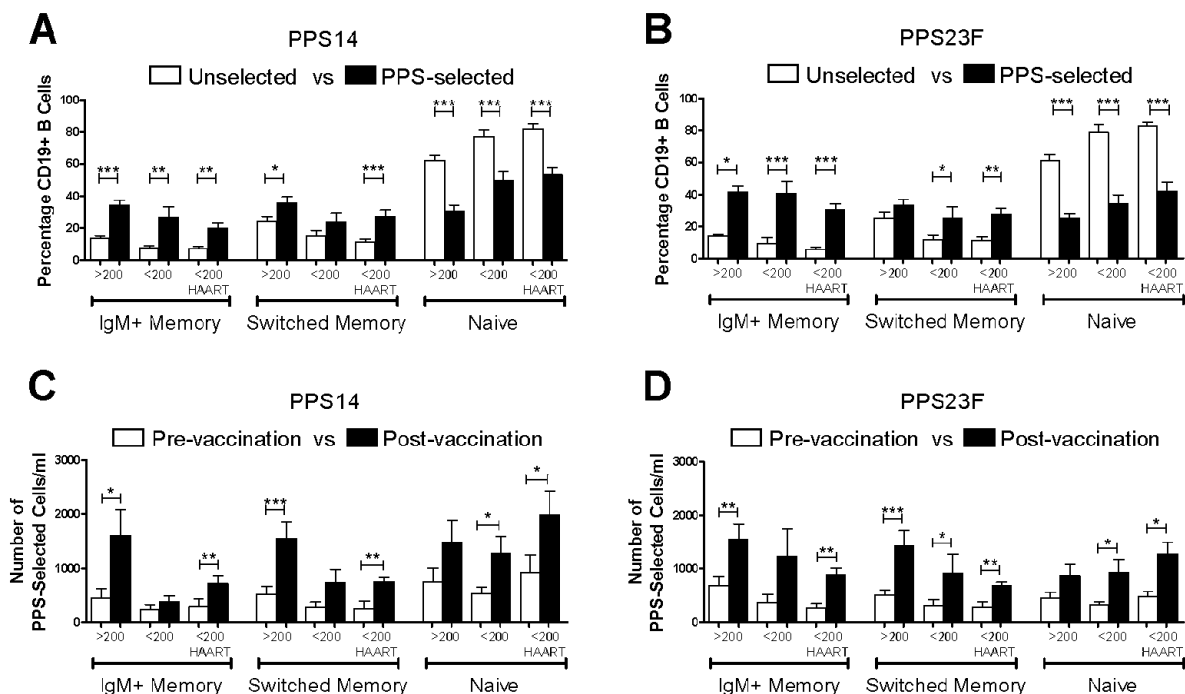 A
PPS14
Unselected vs PPS-selected
Percentage CD19+ B Cells
100
80
60
40
20
0
*** ** ** * *** *** *** ***
>200 <200 <200 >200 <200 <200 >200 <200 <200
HAART HAART HAART
IgM+ Memory Switched Memory Naive
B
PPS23F
Unselected vs PPS-selected
Percentage CD19+ B Cells
100
80
60
40
20
0
* *** *** * ** *** *** ***
>200 <200 <200 >200 <200 <200 >200 <200 <200
HAART HAART HAART
IgM+ Memory Switched Memory Naive
C
PPS14
Pre-vaccination vs Post-vaccination
Number of
PPS-Selected Cells/ml
3000
2000
1000
0
* ** *** ** * *
>200 <200 <200 >200 <200 <200 >200 <200 <200
HAART HAART HAART
IgM+ Memory Switched Memory Naive
D
PPS23F
Pre-vaccination vs Post-vaccination
Number of
PPS-Selected Cells/ml
3000
2000
1000
0
** ** *** * ** * *
>200 <200 <200 >200 <200 <200 >200 <200 <200
HAART HAART HAART
IgM+ Memory Switched Memory Naive